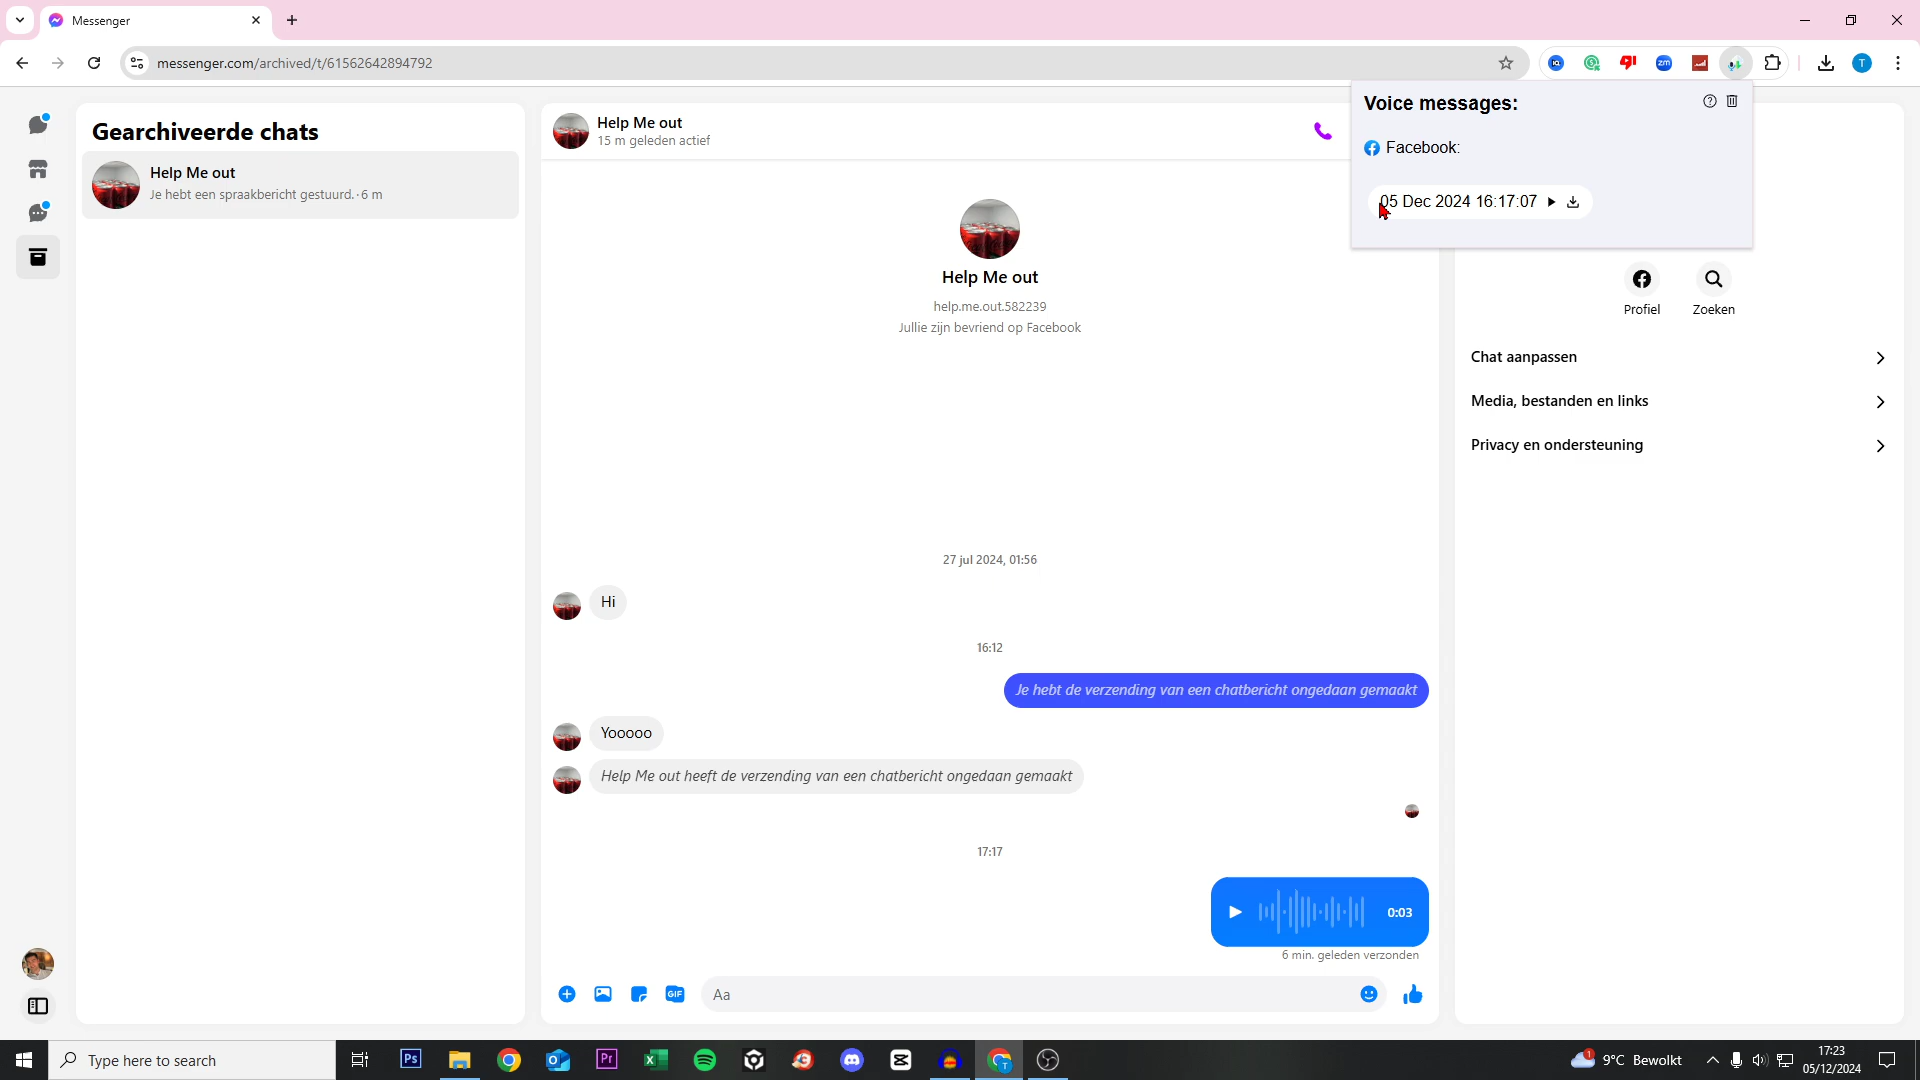 Messenger
messenger.com/archived/t/61562642894792
Gearchiveerde chats
Help Me out
Je hebt een spraakbericht gestuurd. · 6 m
Help Me out
15 m geleden actief
Help Me out
help.me.out.582239
Jullie zijn bevriend op Facebook
27 jul 2024, 01:56
Hi
16:12
Je hebt de verzending van een chatbericht ongedaan gemaakt
Yooooo
Help Me out heeft de verzending van een chatbericht ongedaan gemaakt
17:17
0:03
6 min. geleden verzonden
GIF
Aa
Voice messages:
Facebook:
05 Dec 2024 16:17:07
Profiel
Zoeken
Chat aanpassen
Media, bestanden en links
Privacy en ondersteuning
zm
T
Type here to search
Ps
Pr
1
9°C Bewolkt
17:23
05/12/2024